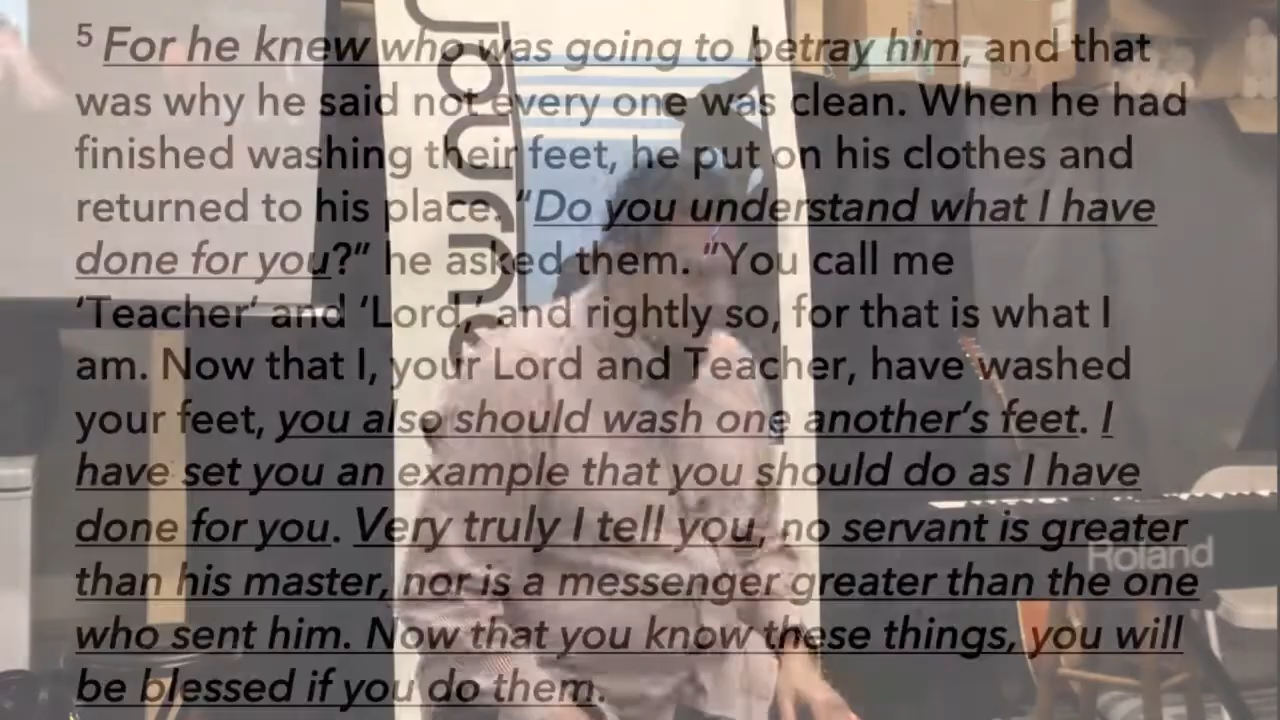 5 For he knew who was going to betray him, and that
was why he said not every one was clean. When he had
finished washing their feet, he put on his clothes and
returned to his place. “Do you understand what I have
done for you?” he asked them. “You call me
‘Teacher’ and ‘Lord,’ and rightly so, for that is what I
am. Now that I, your Lord and Teacher, have washed
your feet, you also should wash one another’s feet. I
have set you an example that you should do as I have
done for you. Very truly I tell you, no servant is greater
than his master, nor is a messenger greater than the one
who sent him. Now that you know these things, you will
be blessed if you do them.
Roland